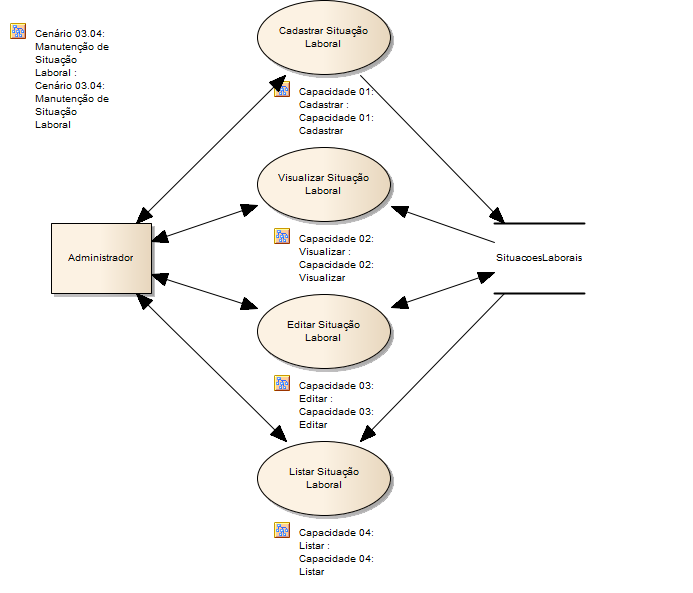 Cenário 03.04:
Manutenção de
Situação
Laboral :
Cenário 03.04:
Manutenção de
Situação
Laboral
Cadastrar Situação
Laboral
Capacidade 01:
Cadastrar :
Capacidade 01:
Cadastrar
Visualizar Situação
Laboral
Capacidade 02:
Visualizar :
Capacidade 02:
Visualizar
Administrador
SituacoesLaborais
Editar Situação
Laboral
Capacidade 03:
Editar :
Capacidade 03:
Editar
Listar Situação
Laboral
Capacidade 04:
Listar :
Capacidade 04:
Listar